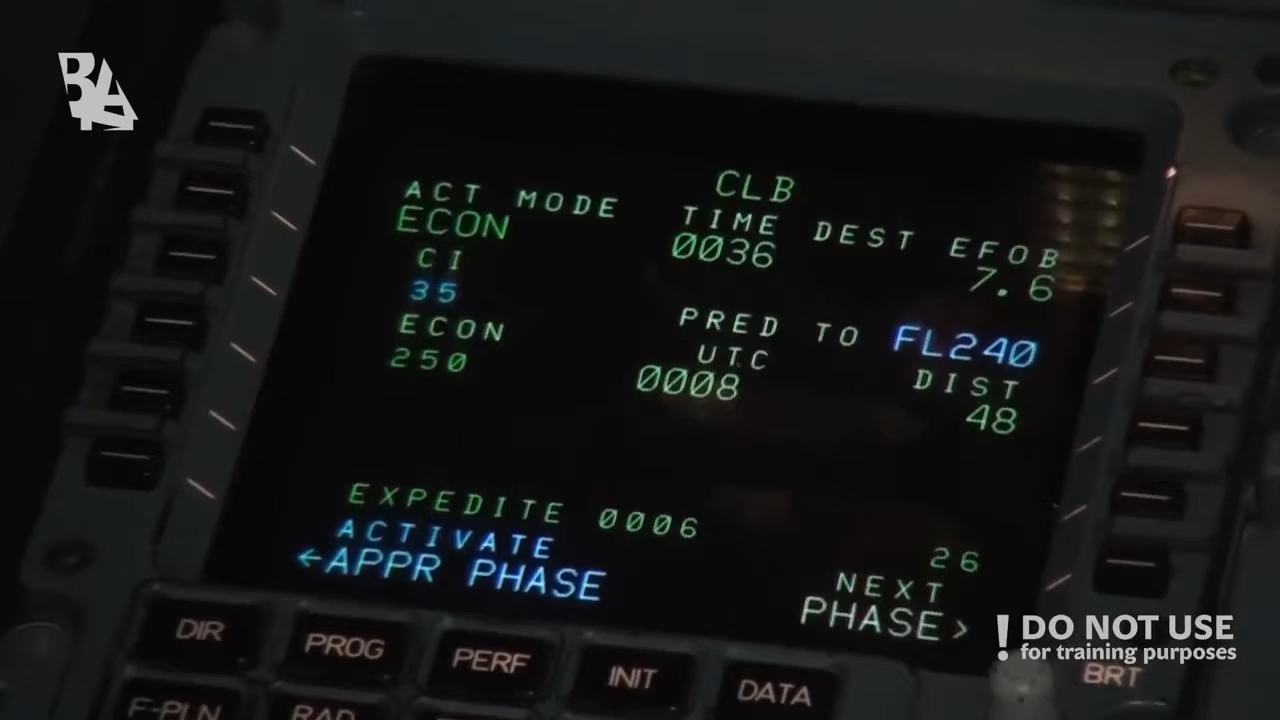 BAA
CLB
ACT MODE TIME DEST EFOB
ECON 0036 7.6
CI
35 PRED TO FL240
ECON UTC DIST
250 0008 48
EXPEDITE 0006 26
ACTIVATE NEXT
←APPR PHASE PHASE>
! DO NOT USE
for training purposes
BRT
DIR PROG PERF INIT DATA
F-PLN RAD